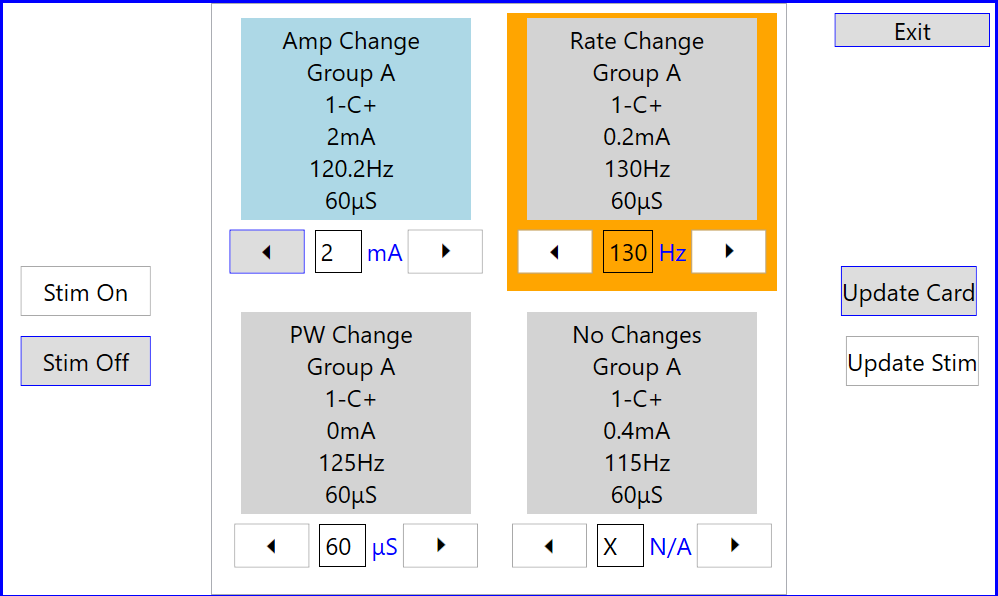 Amp Change
Group A
1-C+
2mA
120.2Hz
60µS
2 mA
Rate Change
Group A
1-C+
0.2mA
130Hz
60µS
130 Hz
Exit
Stim On
Stim Off
PW Change
Group A
1-C+
0mA
125Hz
60µS
60 µS
No Changes
Group A
1-C+
0.4mA
115Hz
60µS
X N/A
Update Card
Update Stim